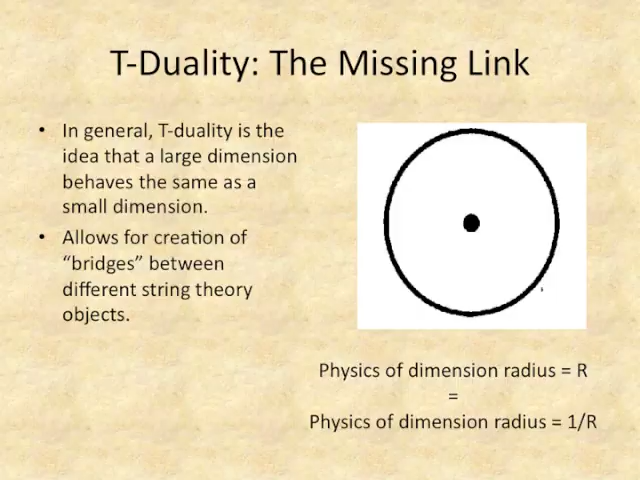 T-Duality: The Missing Link
• In general, T-duality is the
idea that a large dimension
behaves the same as a
small dimension.
• Allows for creation of
“bridges” between
different string theory
objects.
Physics of dimension radius = R
=
Physics of dimension radius = 1/R